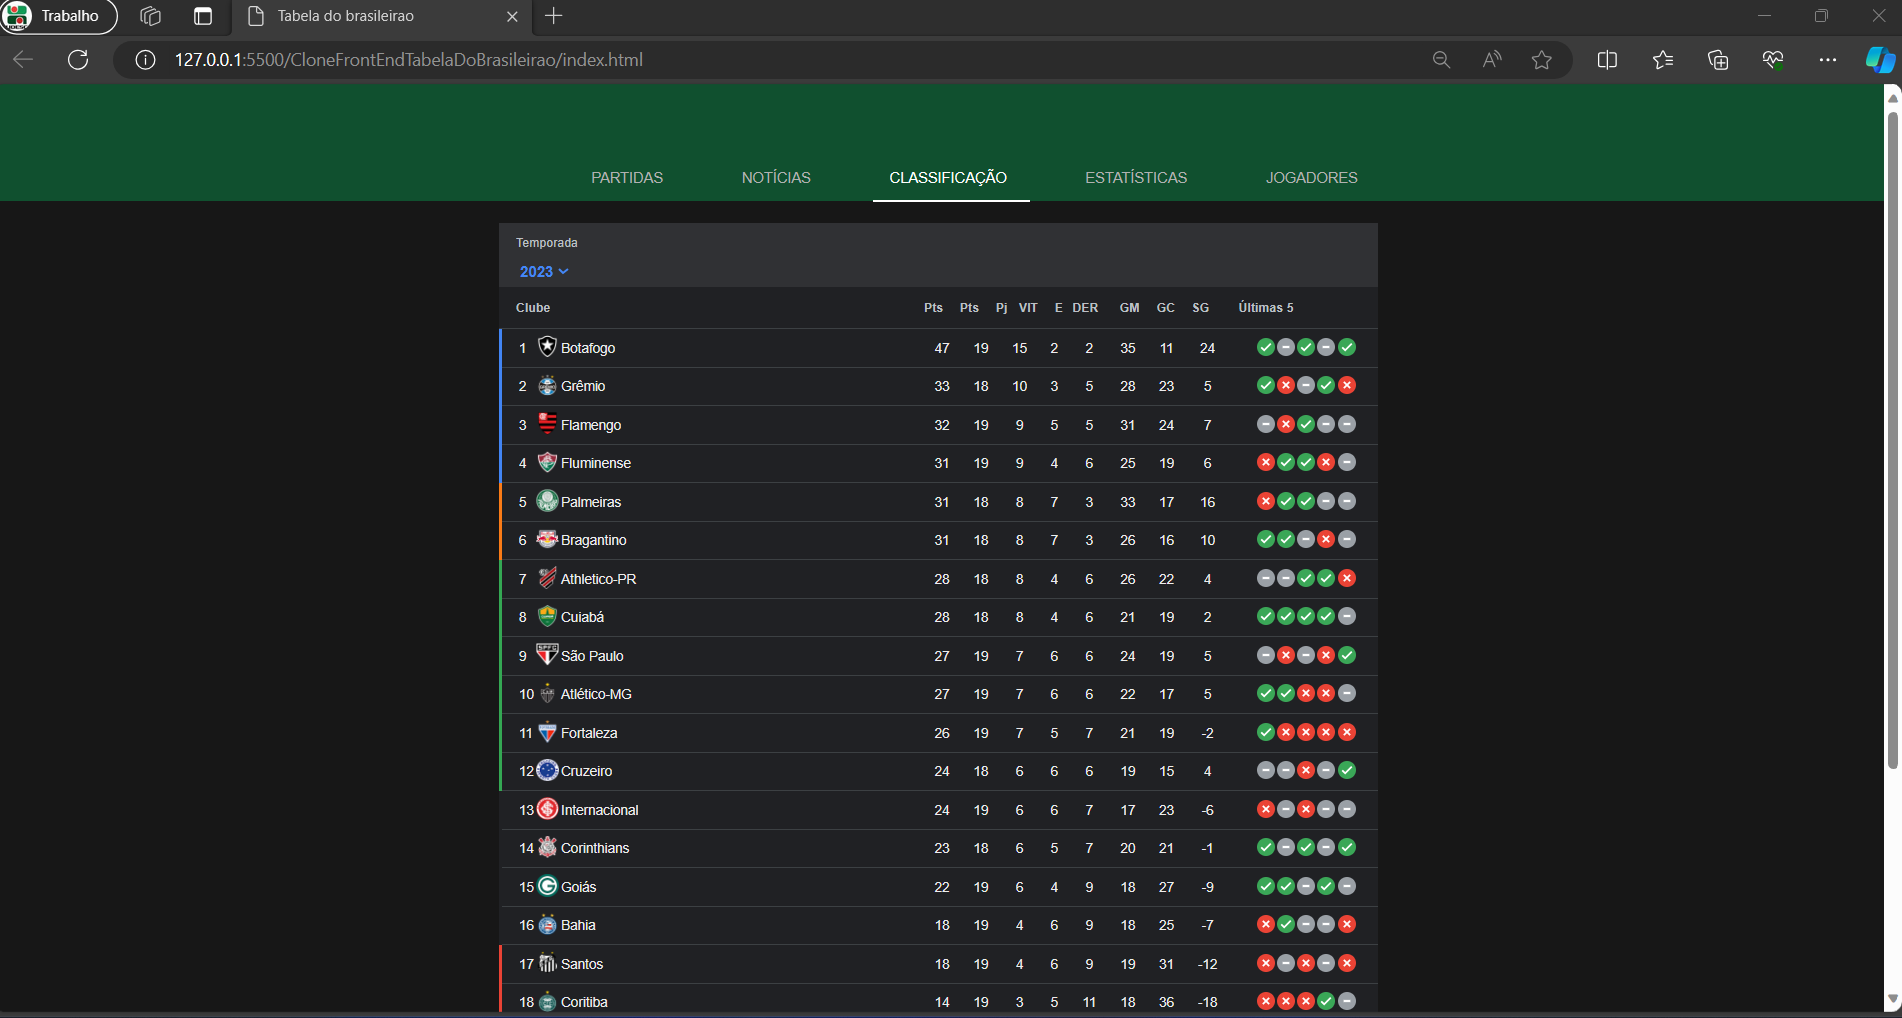 Trabalho
Tabela do brasileirao
127.0.0.1:5500/CloneFrontEndTabelaDoBrasileirao/index.html
PARTIDAS NOTÍCIAS CLASSIFICAÇÃO ESTATÍSTICAS JOGADORES
Temporada
2023
Clube Pts Pts Pj VIT E DER GM GC SG Últimas 5
1 Botafogo 47 19 15 2 2 35 11 24
2 Grêmio 33 18 10 3 5 28 23 5
3 Flamengo 32 19 9 5 5 31 24 7
4 Fluminense 31 19 9 4 6 25 19 6
5 Palmeiras 31 18 8 7 3 33 17 16
6 Bragantino 31 18 8 7 3 26 16 10
7 Athletico-PR 28 18 8 4 6 26 22 4
8 Cuiabá 28 18 8 4 6 21 19 2
9 São Paulo 27 19 7 6 6 24 19 5
10 Atlético-MG 27 19 7 6 6 22 17 5
11 Fortaleza 26 19 7 5 7 21 19 -2
12 Cruzeiro 24 18 6 6 6 19 15 4
13 Internacional 24 19 6 6 7 17 23 -6
14 Corinthians 23 18 6 5 7 20 21 -1
15 Goiás 22 19 6 4 9 18 27 -9
16 Bahia 18 19 4 6 9 18 25 -7
17 Santos 18 19 4 6 9 19 31 -12
18 Coritiba 14 19 3 5 11 18 36 -18